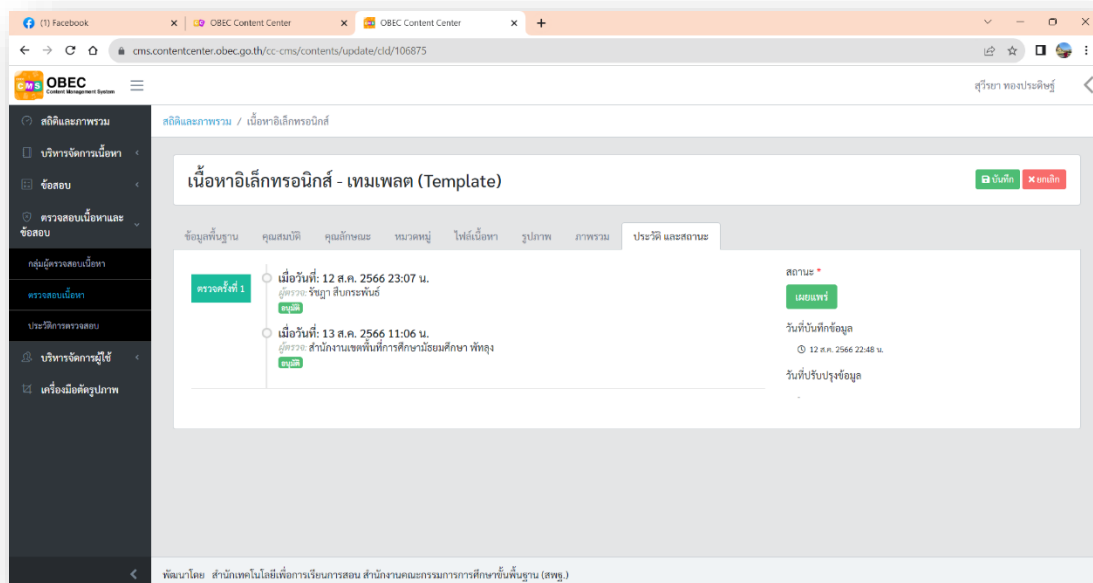 (1) Facebook
OBEC Content Center
OBEC Content Center
cms.contentcenter.obec.go.th/cc-cms/contents/update/cld/106875
CMS OBEC
Content Management System
สุวีรยา ทองประดิษฐ์
สถิติและภาพรวม
บริหารจัดการเนื้อหา
ข้อสอบ
ตรวจสอบเนื้อหาและ
ข้อสอบ
กลุ่มผู้ตรวจสอบเนื้อหา
ตรวจสอบเนื้อหา
ประวัติการตรวจสอบ
บริหารจัดการผู้ใช้
เครื่องมือตัดรูปภาพ
สถิติและภาพรวม / เนื้อหาอิเล็กทรอนิกส์
เนื้อหาอิเล็กทรอนิกส์ - เทมเพลต (Template)
บันทึก
ยกเลิก
ข้อมูลพื้นฐาน คุณสมบัติ คุณลักษณะ หมวดหมู่ ไฟล์เนื้อหา รูปภาพ ภาพรวม ประวัติ และสถานะ
ตรวจครั้งที่ 1
เมื่อวันที่: 12 ส.ค. 2566 23:07 น.
ผู้ตรวจ: รัชฎา สืบกระพันธ์
อนุมัติ
เมื่อวันที่: 13 ส.ค. 2566 11:06 น.
ผู้ตรวจ: สำนักงานเขตพื้นที่การศึกษามัธยมศึกษา พัทลุง
อนุมัติ
สถานะ *
เผยแพร่
วันที่บันทึกข้อมูล
12 ส.ค. 2566 22:48 น.
วันที่ปรับปรุงข้อมูล
พัฒนาโดย สำนักเทคโนโลยีเพื่อการเรียนการสอน สำนักงานคณะกรรมการการศึกษาขั้นพื้นฐาน (สพฐ.)